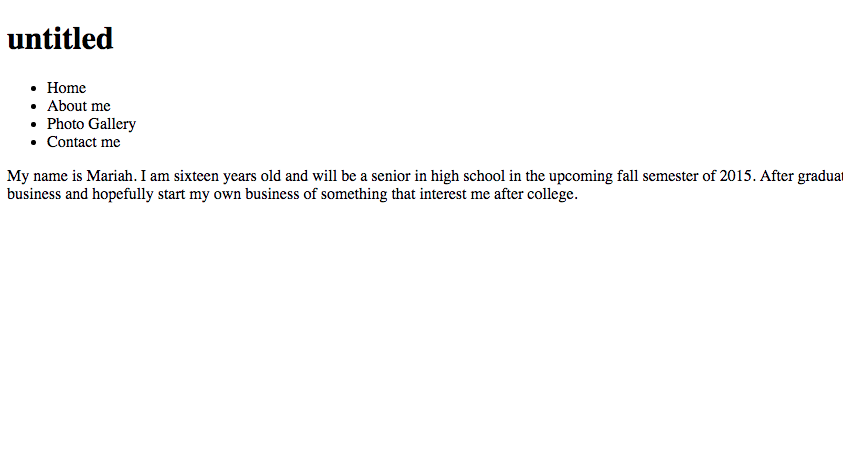 untitled
Home
About me
Photo Gallery
Contact me
My name is Mariah. I am sixteen years old and will be a senior in high school in the upcoming fall semester of 2015. After
business and hopefully start my own business of something that interest me after college.